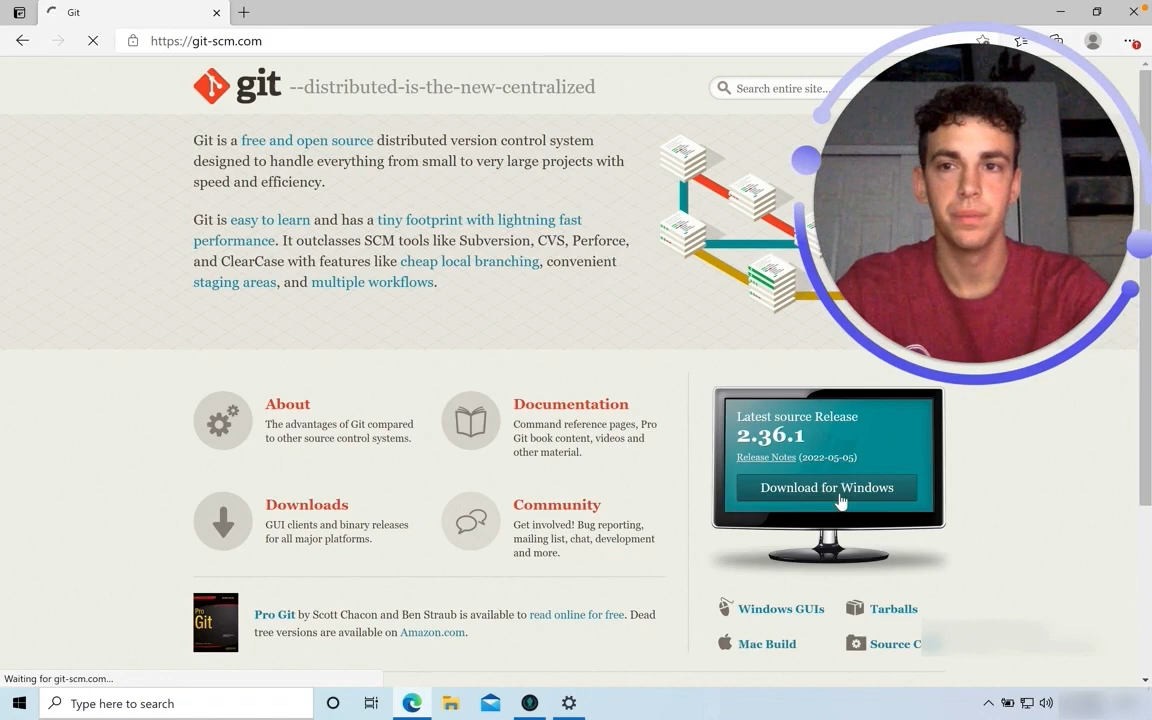 Git
https://git-scm.com
git --distributed-is-the-new-centralized
Search entire site...
Git is a free and open source distributed version control system
designed to handle everything from small to very large projects with
speed and efficiency.
Git is easy to learn and has a tiny footprint with lightning fast
performance. It outclasses SCM tools like Subversion, CVS, Perforce,
and ClearCase with features like cheap local branching, convenient
staging areas, and multiple workflows.
About
The advantages of Git compared
to other source control systems.
Documentation
Command reference pages, Pro
Git book content, videos and
other material.
Downloads
GUI clients and binary releases
for all major platforms.
Community
Get involved! Bug reporting,
mailing list, chat, development
and more.
Latest source Release
2.36.1
Release Notes (2022-05-05)
Download for Windows
Pro
Git
Pro Git by Scott Chacon and Ben Straub is available to read online for free. Dead
tree versions are available on Amazon.com.
Windows GUIs
Tarballs
Mac Build
Source C
Waiting for git-scm.com...
Type here to search